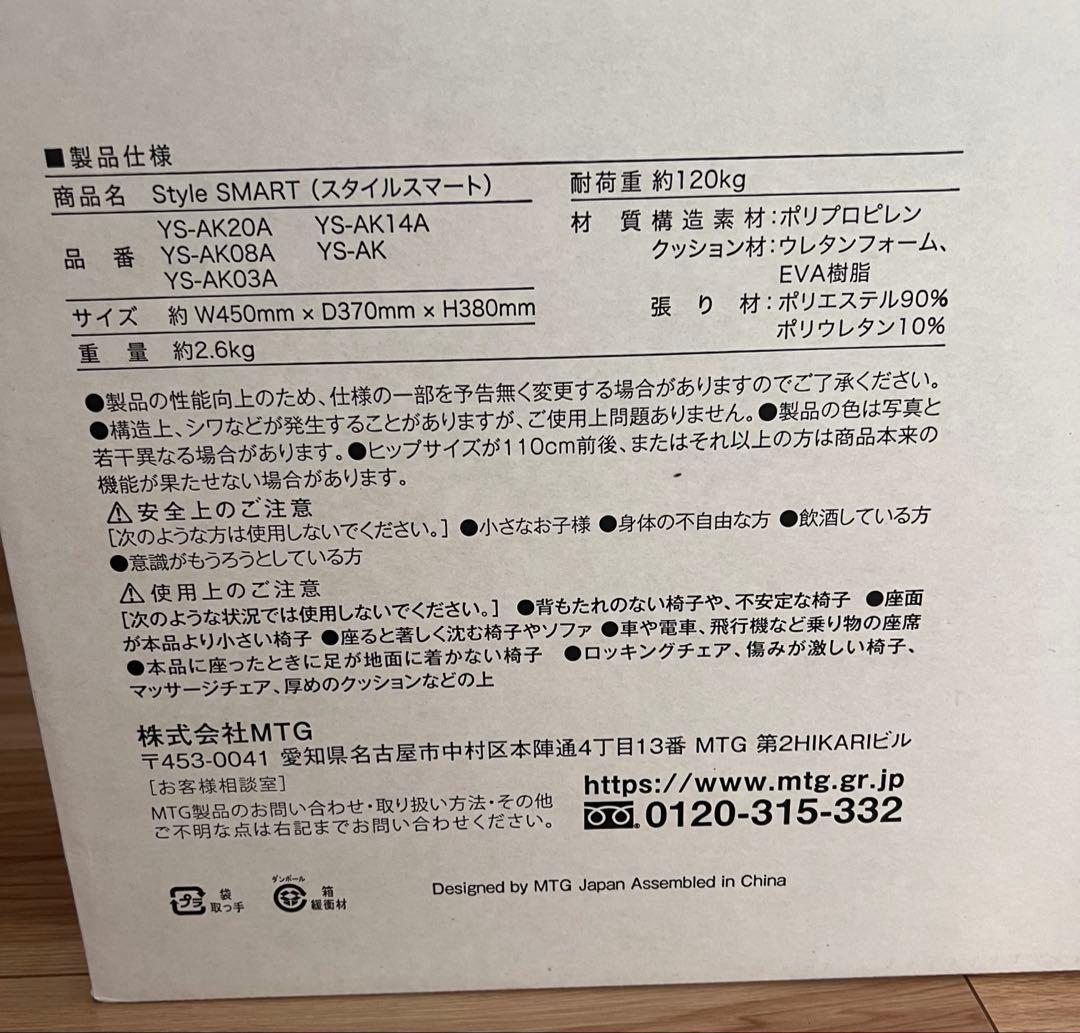 ■製品仕様
商品名 Style SMART（スタイルスマート）
品番 YS-AK20A YS-AK14A
YS-AK08A YS-AK
YS-AK03A
サイズ 約 W450mm × D370mm × H380mm
重量 約2.6kg
耐荷重 約120kg
材質 構造素材：ポリプロピレン
クッション材：ウレタンフォーム、
EVA樹脂
張り材：ポリエステル90%
ポリウレタン10%
●製品の性能向上のため、仕様の一部を予告無く変更する場合がありますのでご了承ください。
●構造上、シワなどが発生することがありますが、ご使用上問題ありません。●製品の色は写真と
若干異なる場合があります。●ヒップサイズが110cm前後、またはそれ以上の方は商品本来の
機能が果たせない場合があります。
⚠安全上のご注意
［次のような方は使用しないでください。］ ●小さなお子様 ●身体の不自由な方 ●飲酒している方
●意識がもうろうとしている方
⚠使用上のご注意
［次のような状況では使用しないでください。］ ●背もたれのない椅子や、不安定な椅子 ●座面
が本品より小さい椅子 ●座ると著しく沈む椅子やソファ ●車や電車、飛行機など乗り物の座席
●本品に座ったときに足が地面に着かない椅子 ●ロッキングチェア、傷みが激しい椅子、
マッサージチェア、厚めのクッションなどの上
株式会社MTG
〒453-0041 愛知県名古屋市中村区本陣通4丁目13番 MTG 第2HIKARIビル
［お客様相談室］
MTG製品のお問い合わせ・取り扱い方法・その他
ご不明な点は右記までお問い合わせください。
https://www.mtg.gr.jp
0120-315-332
プラ 袋
取っ手
ダンボール
箱
緩衝材
Designed by MTG Japan Assembled in China